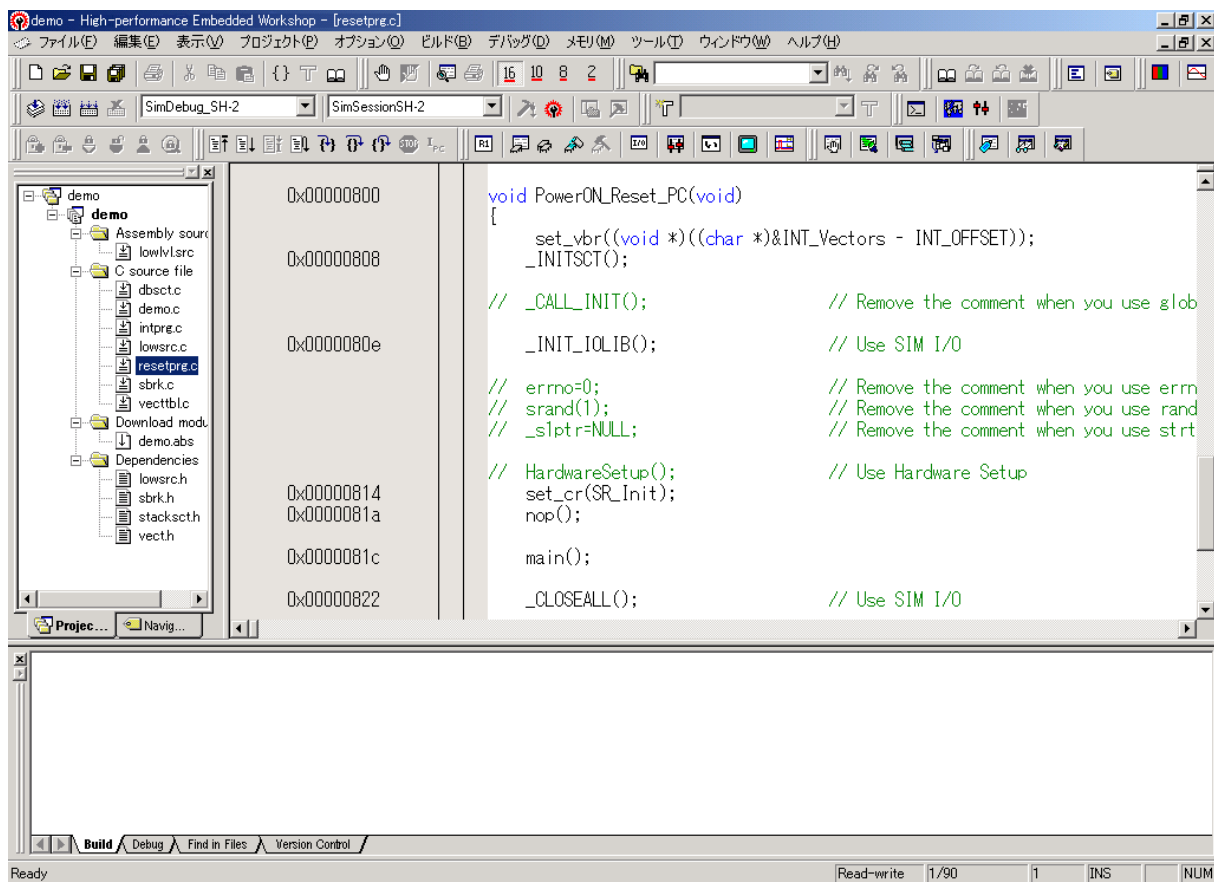 demo - High-performance Embedded Workshop - [resetprg.c]
ファイル(F) 編集(E) 表示(V) プロジェクト(P) オプション(O) ビルド(B) デバッグ(D) メモリ(M) ツール(T) ウィンドウ(W) ヘルプ(H)
16 10 8 2
SimDebug_SH-2 SimSessionSH-2
STOP IPC R1 I/O
demo
demo
Assembly sour
lowlvl.src
C source file
dbsct.c
demo.c
intprg.c
lowsrc.c
resetprg.c
sbrk.c
vecttbl.c
Download modu
demo.abs
Dependencies
lowsrc.h
sbrk.h
stacksct.h
vect.h
Projec... Navig...
0x00000800 void PowerON_Reset_PC(void)
{
set_vbr((void *)((char *)&INT_Vectors - INT_OFFSET));
0x00000808 _INITSCT();
// _CALL_INIT(); // Remove the comment when you use glob
0x0000080e _INIT_IOLIB(); // Use SIM I/O
// errno=0; // Remove the comment when you use errn
// srand(1); // Remove the comment when you use rand
// _s1ptr=NULL; // Remove the comment when you use strt
// HardwareSetup(); // Use Hardware Setup
0x00000814 set_cr(SR_Init);
0x0000081a nop();
0x0000081c main();
0x00000822 _CLOSEALL(); // Use SIM I/O
Build Debug Find in Files Version Control
Ready Read-write 1/90 1 INS NUM